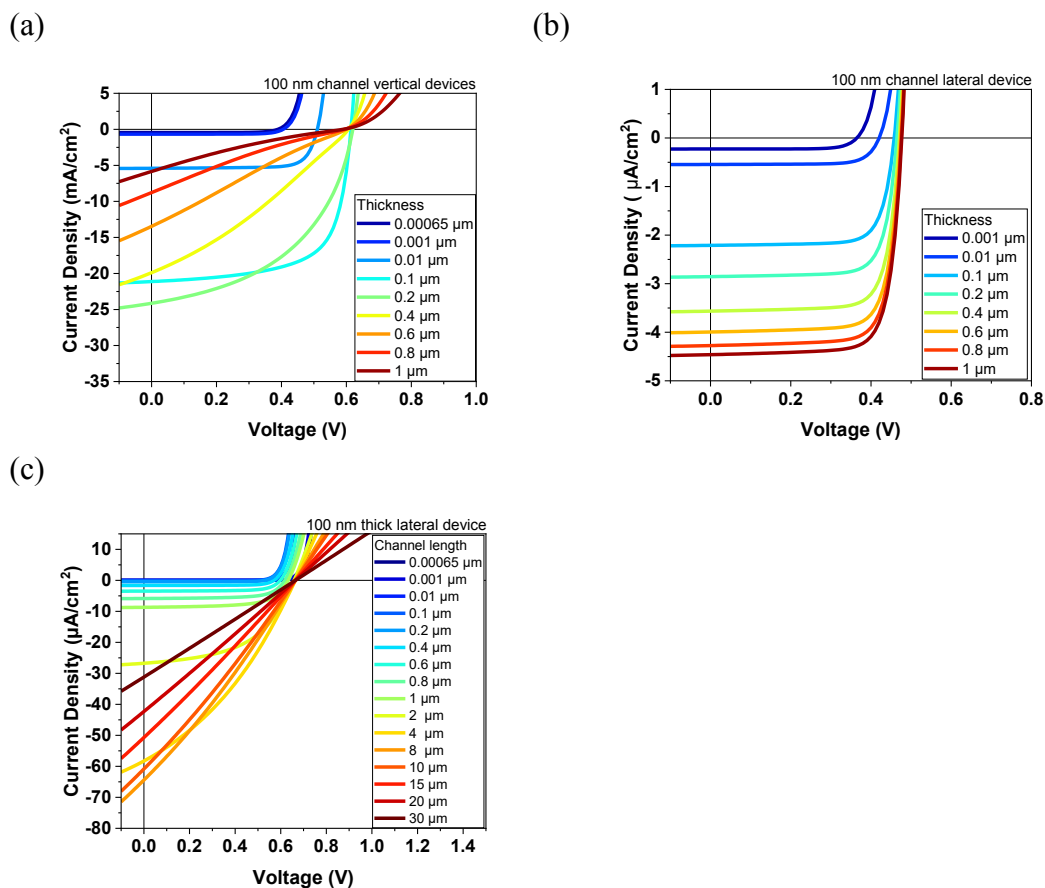 (a)
100 nm channel vertical devices
5
0
-5
-10
-15
-20
-25
-30
-35
Current Density (mA/cm²)
0.0 0.2 0.4 0.6 0.8 1.0
Voltage (V)
Thickness
0.00065 µm
0.001 µm
0.01 µm
0.1 µm
0.2 µm
0.4 µm
0.6 µm
0.8 µm
1 µm
(b)
100 nm channel lateral device
1
0
-1
-2
-3
-4
-5
Current Density ( µA/cm²)
0.0 0.2 0.4 0.6 0.8
Voltage (V)
Thickness
0.001 µm
0.01 µm
0.1 µm
0.2 µm
0.4 µm
0.6 µm
0.8 µm
1 µm
(c)
100 nm thick lateral device
10
0
-10
-20
-30
-40
-50
-60
-70
-80
Current Density (µA/cm²)
0.0 0.2 0.4 0.6 0.8 1.0 1.2 1.4
Voltage (V)
Channel length
0.00065 µm
0.001 µm
0.01 µm
0.1 µm
0.2 µm
0.4 µm
0.6 µm
0.8 µm
1 µm
2 µm
4 µm
8 µm
10 µm
15 µm
20 µm
30 µm